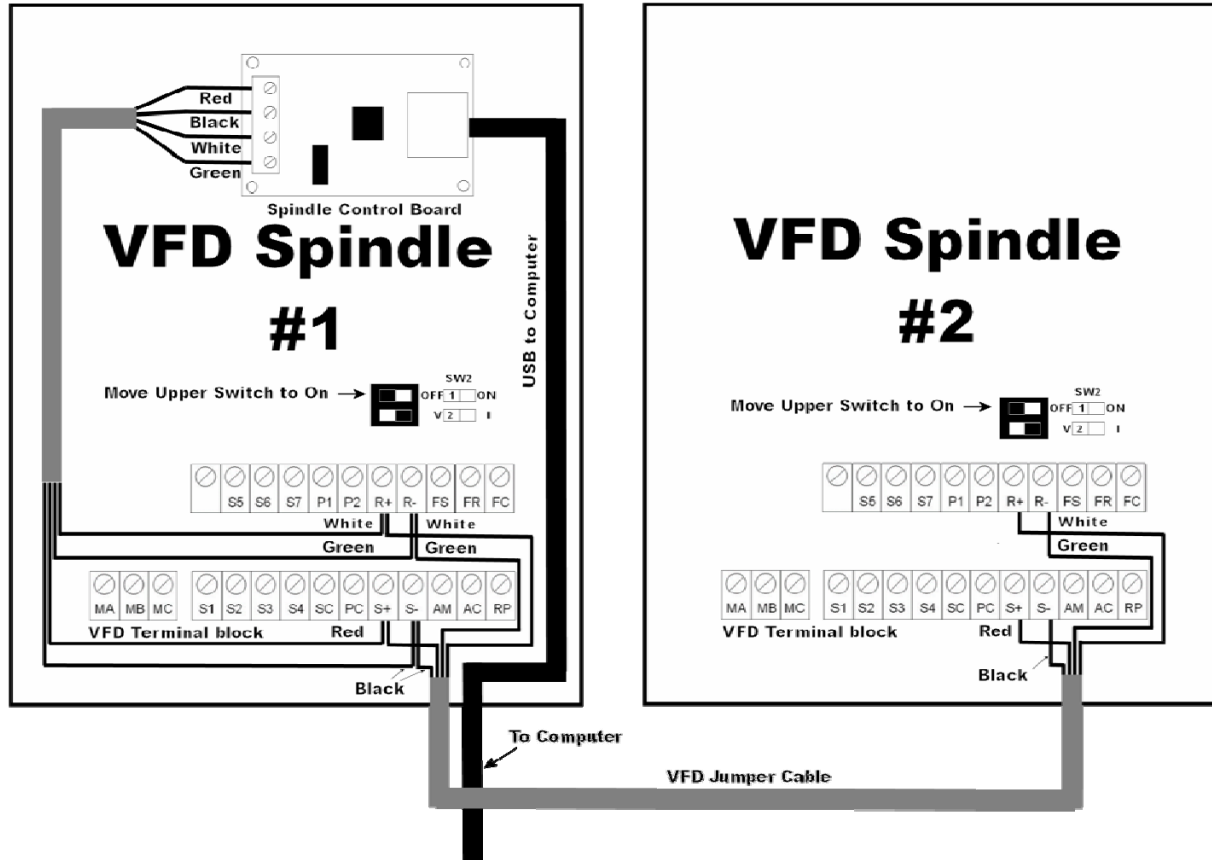 Red
Black
White
Green
Spindle Control Board
VFD Spindle
#1
USB to Computer
Move Upper Switch to On
SW2
OFF 1 ON
V 2 I
S5 S6 S7 P1 P2 R+ R- FS FR FC
White White
Green Green
MA MB MC S1 S2 S3 S4 SC PC S+ S- AM AC RP
VFD Terminal block Red
Black
VFD Spindle
#2
Move Upper Switch to On
SW2
OFF 1 ON
V 2 I
S5 S6 S7 P1 P2 R+ R- FS FR FC
White
Green
MA MB MC S1 S2 S3 S4 SC PC S+ S- AM AC RP
VFD Terminal block Red
Black
To Computer
VFD Jumper Cable